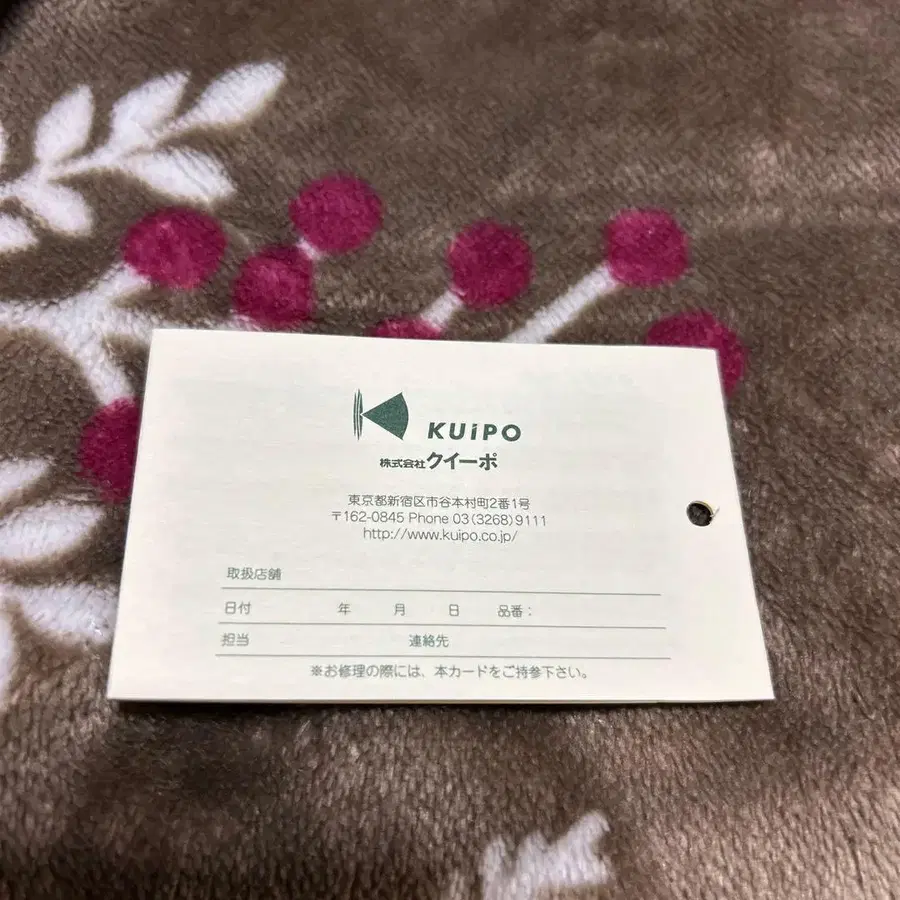 KUiPO
株式会社クイーポ
東京都新宿区市谷本村町2番1号
〒162-0845 Phone 03(3268)9111
http://www.kuipo.co.jp/
取扱店舗
日付 年 月 日 品番：
担当 連絡先
※お修理の際には、本カードをご持参下さい。